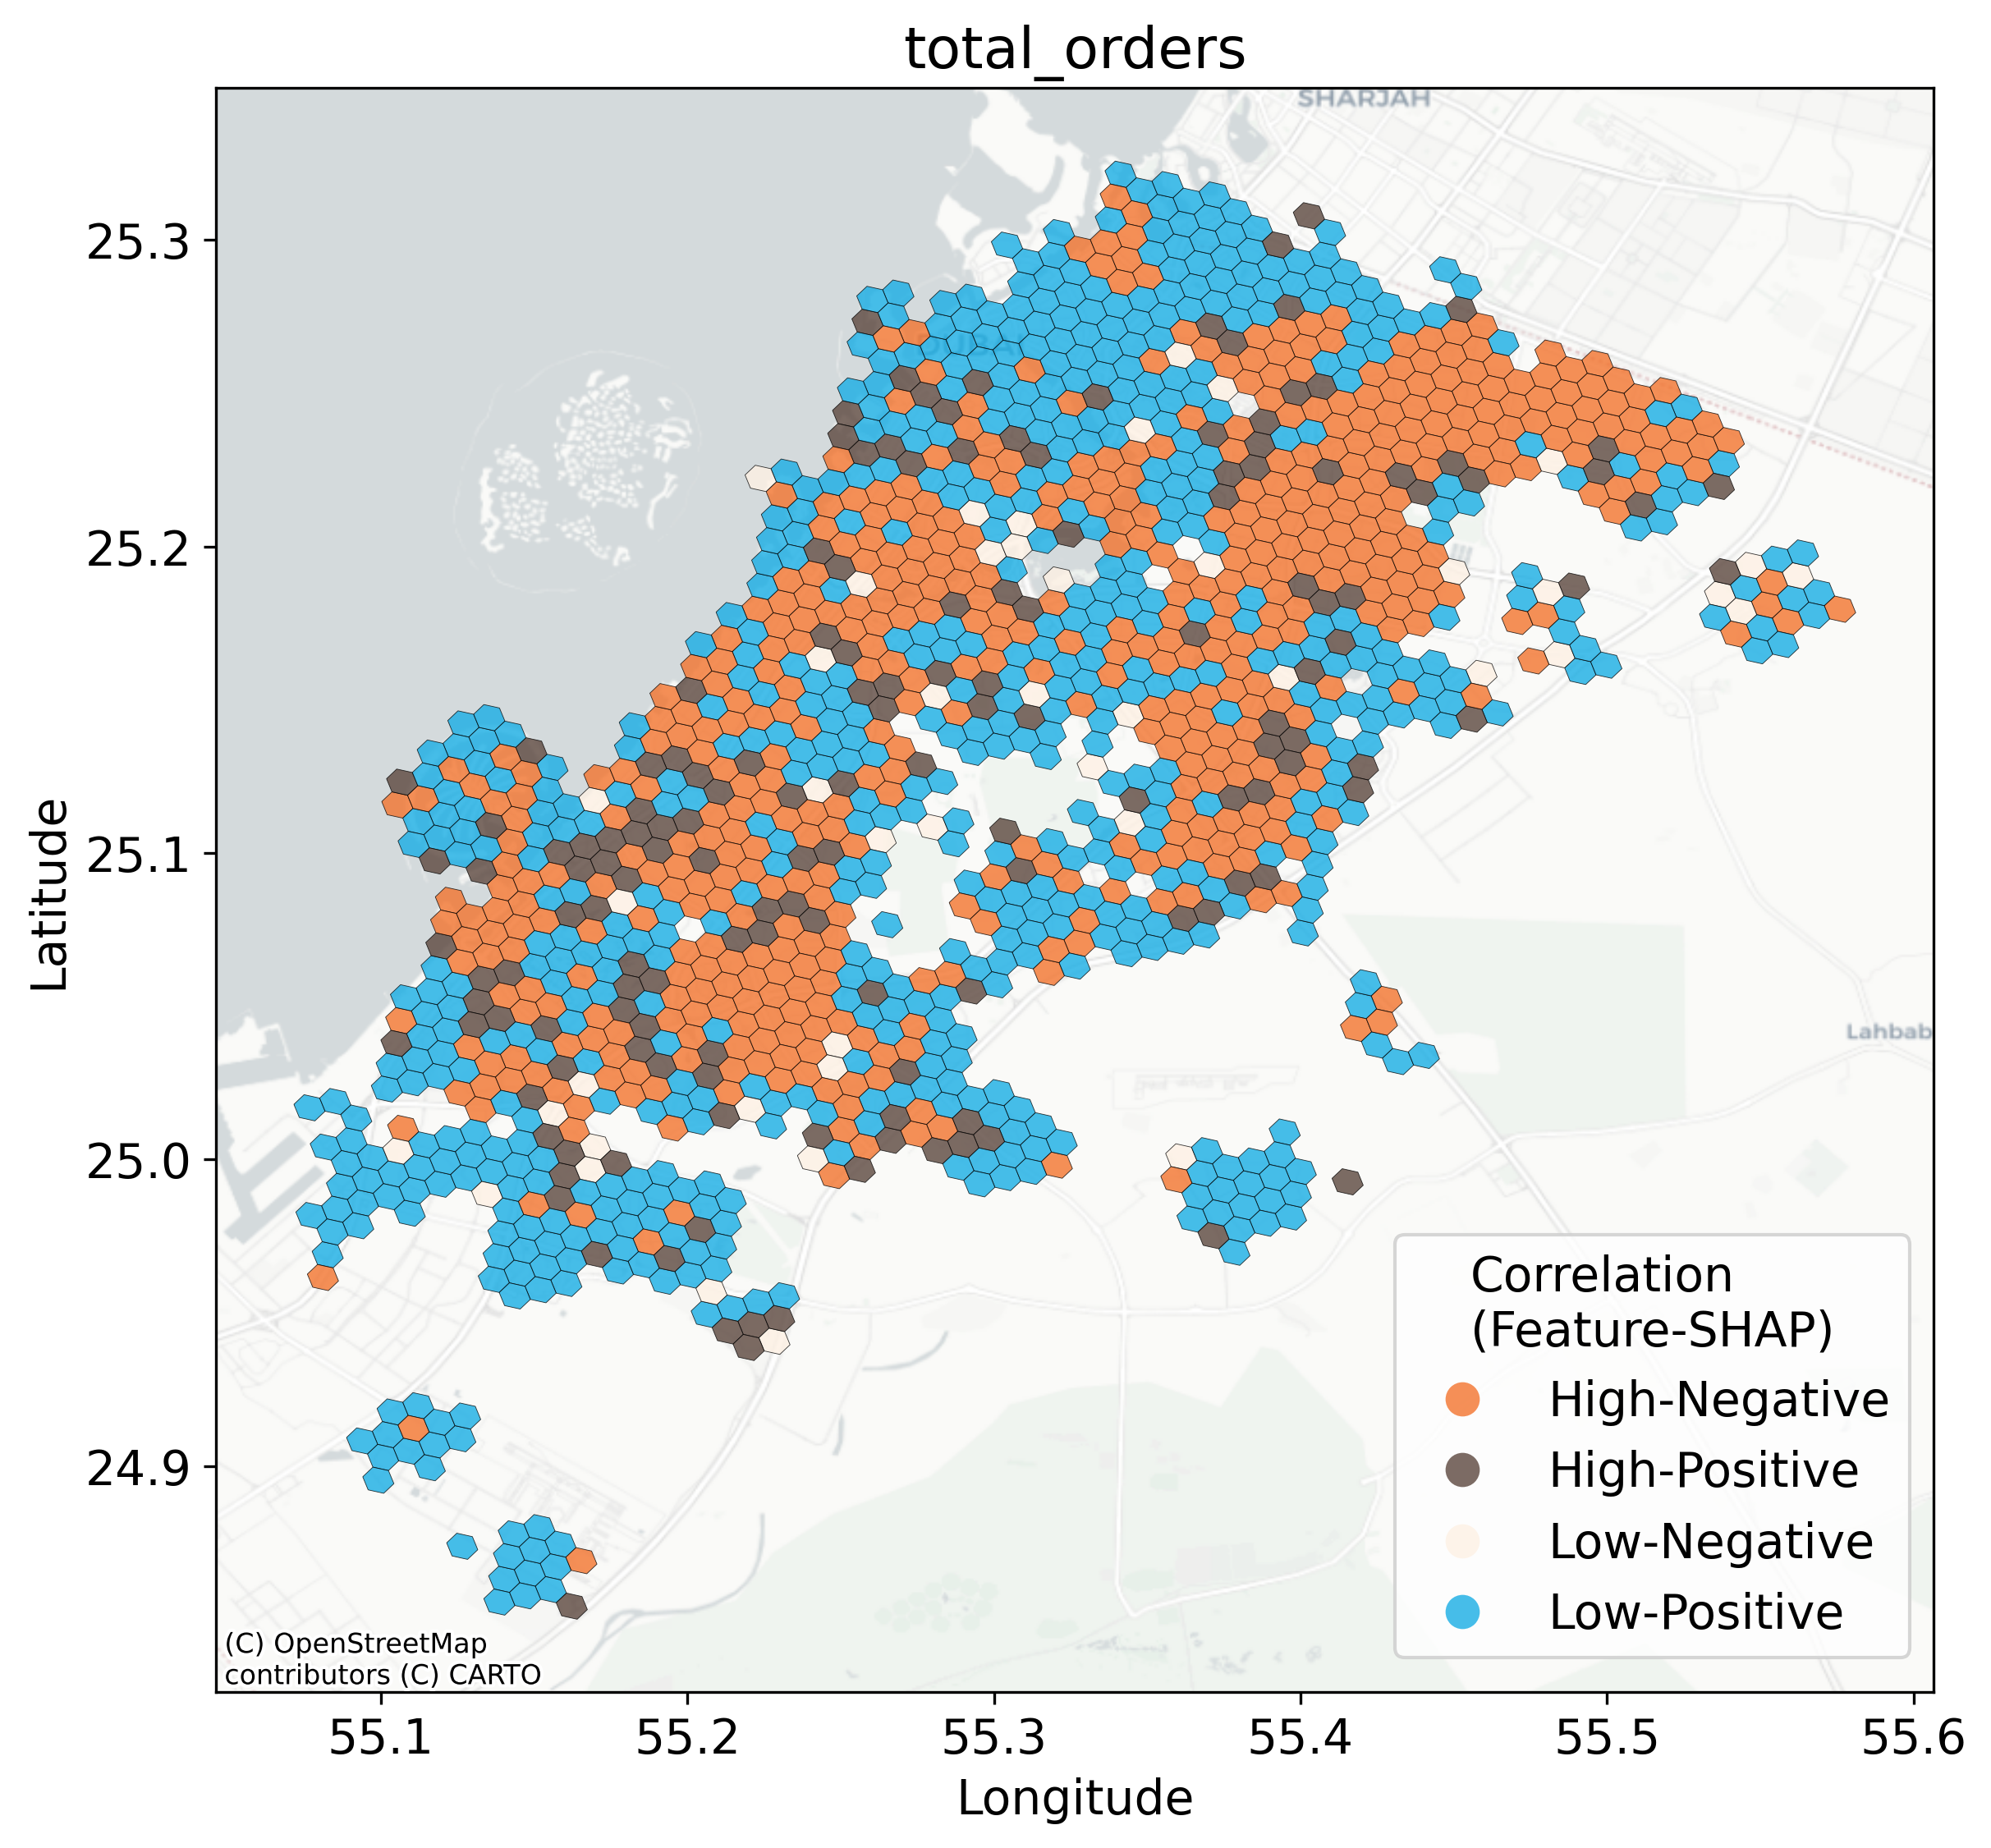 total_orders
SHARJAH
25.3
DUBAI
25.2
25.1
Lahbab
25.0
24.9
Latitude
Correlation
(Feature-SHAP)
High-Negative
High-Positive
Low-Negative
Low-Positive
(C) OpenStreetMap
contributors (C) CARTO
55.1 55.2 55.3 55.4 55.5 55.6
Longitude